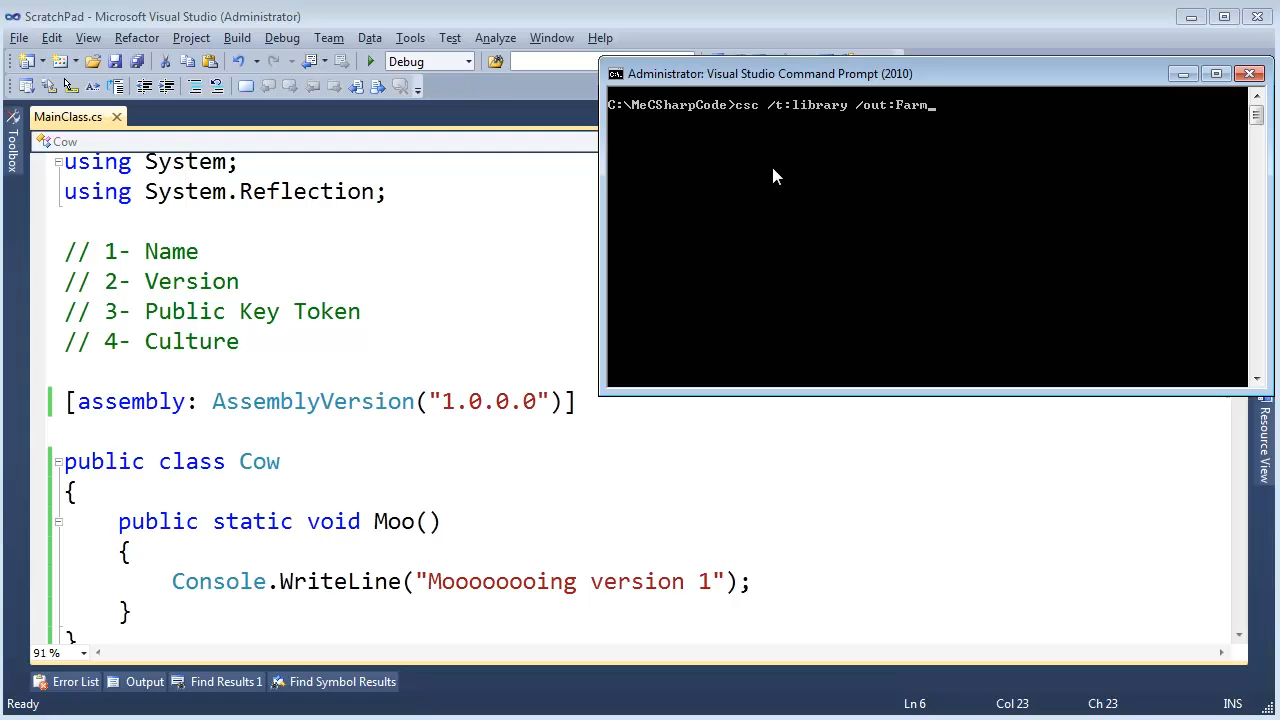 ScratchPad - Microsoft Visual Studio (Administrator)
File Edit View Refactor Project Build Debug Team Data Tools Test Analyze Window Help
Debug
Administrator: Visual Studio Command Prompt (2010)
C:\MeCSharpCode>csc /t:library /out:Farm_
MainClass.cs
Cow
Toolbox
using System;
using System.Reflection;
// 1- Name
// 2- Version
// 3- Public Key Token
// 4- Culture
[assembly: AssemblyVersion("1.0.0.0")]
public class Cow
{
public static void Moo()
{
Console.WriteLine("Moooooooing version 1");
}
}
Resource View
91 %
Error List Output Find Results 1 Find Symbol Results
Ready Ln 6 Col 23 Ch 23 INS